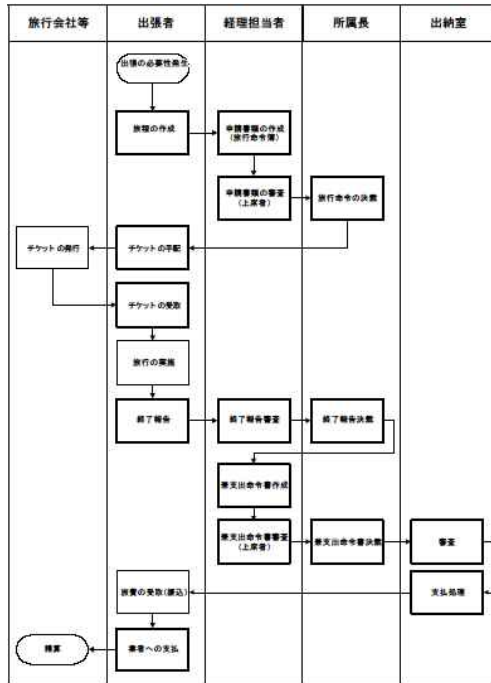 旅行会社等
出張者
経理担当者
所属長
出納室
出張の必要性発生
旅程の作成
申請書類の作成
(旅行命令簿)
申請書類の審査
(上席者)
旅行命令の決裁
チケットの発行
チケットの手配
チケットの受取
旅行の実施
終了報告
終了報告審査
終了報告決裁
兼支出命令書作成
兼支出命令書審査
(上席者)
兼支出命令書決裁
審査
旅費の受取(振込)
支払処理
精算
業者への支払